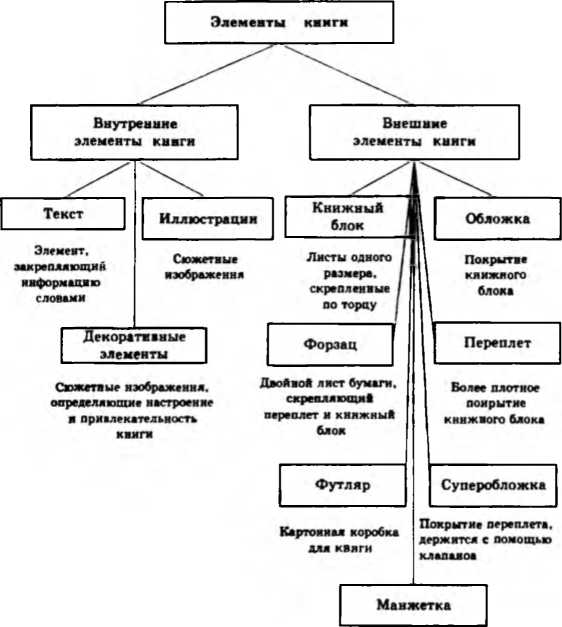 Элементы книги
Внутренние
элементы книги
Внешние
элементы книги
Текст
Элемент,
закрепляющий
информацию
словами
Иллюстрации
Сюжетные
изображения
Декоративные
элементы
Сюжетные изображения,
определяющие настроение
и привлекательность
книги
Книжный
блок
Листы одного
размера,
скрепленные
по торцу
Обложка
Покрытие
книжного
блока
Форзац
Двойной лист бумаги,
скрепляющий
переплет и книжный
блок
Переплет
Более плотное
покрытие
книжного блока
Футляр
Картонная коробка
для книги
Суперобложка
Покрытие переплета,
держится с помощью
клапанов
Манжетка